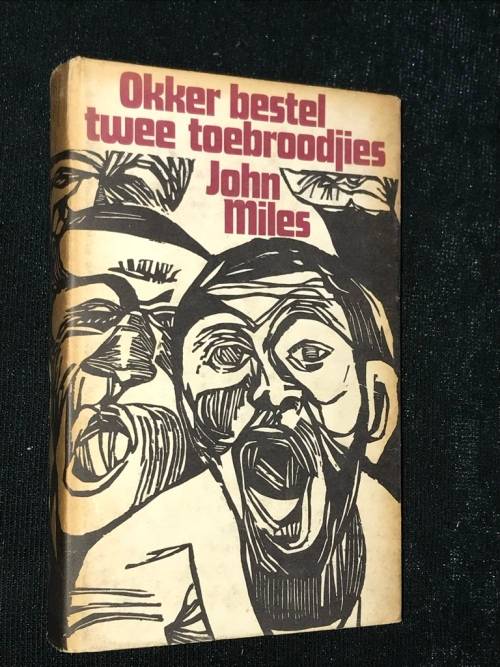 Okker bestel
twee toebroodjies
John
Miles